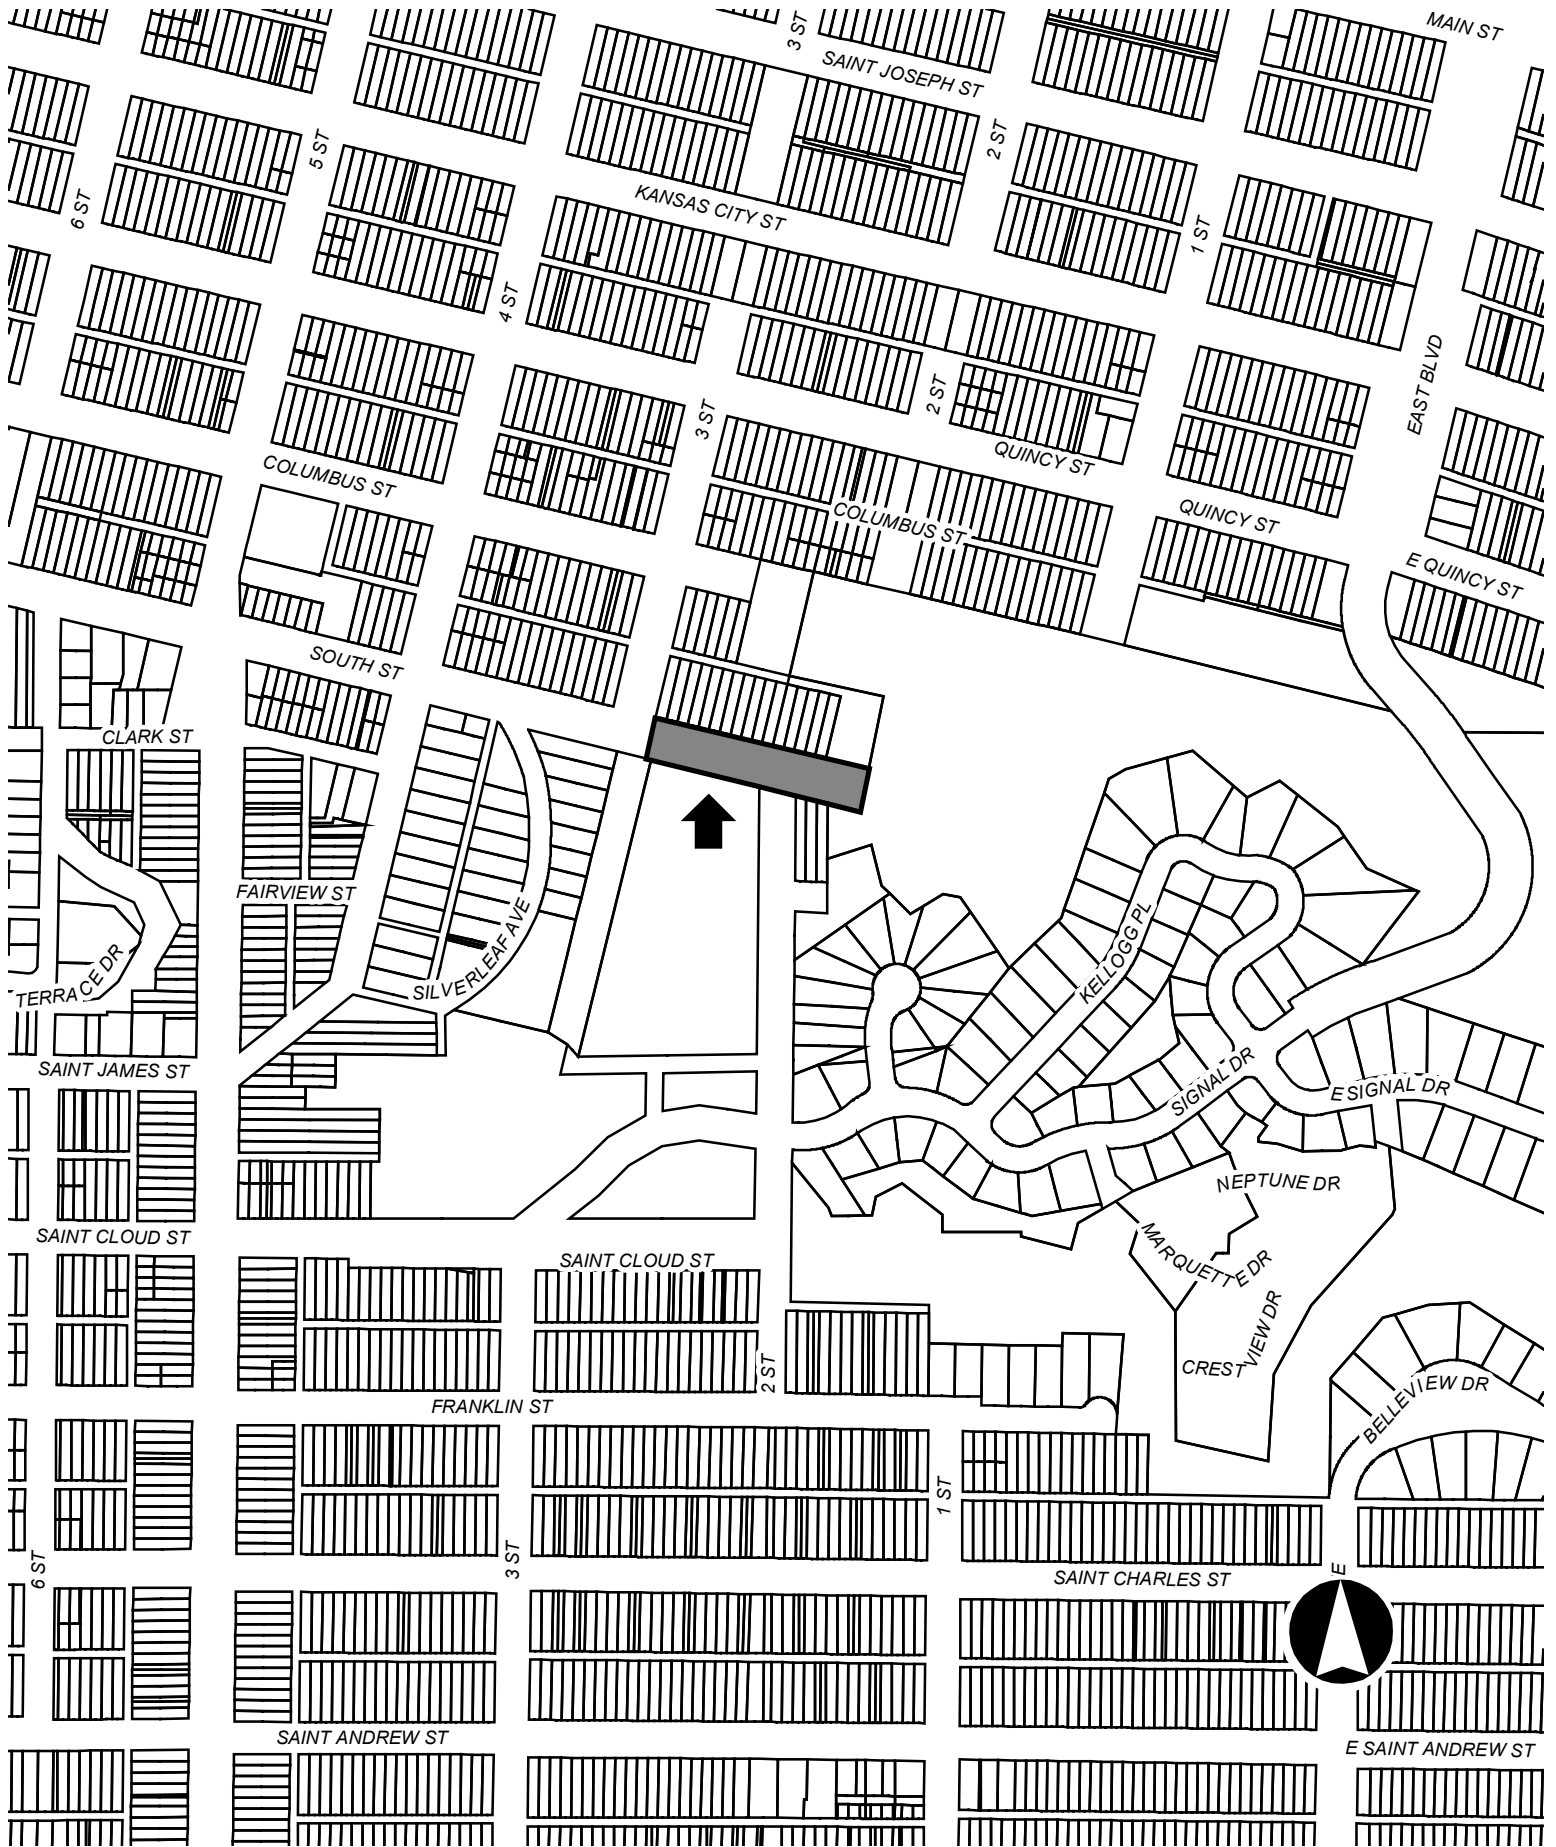 MAIN ST
3 ST
SAINT JOSEPH ST
2 ST
5 ST
KANSAS CITY ST
6 ST
1 ST
4 ST
EAST BLVD
2 ST
3 ST
QUINCY ST
COLUMBUS ST
COLUMBUS ST
QUINCY ST
E QUINCY ST
SOUTH ST
CLARK ST
FAIRVIEW ST
SILVERLEAF AVE
KELLOGG PL
TERRACE DR
SAINT JAMES ST
SIGNAL DR
E SIGNAL DR
NEPTUNE DR
SAINT CLOUD ST
SAINT CLOUD ST
MARQUETTE DR
CRESTVIEW DR
2 ST
FRANKLIN ST
BELLEVIEW DR
1 ST
3 ST
6 ST
SAINT CHARLES ST
E
SAINT ANDREW ST
E SAINT ANDREW ST